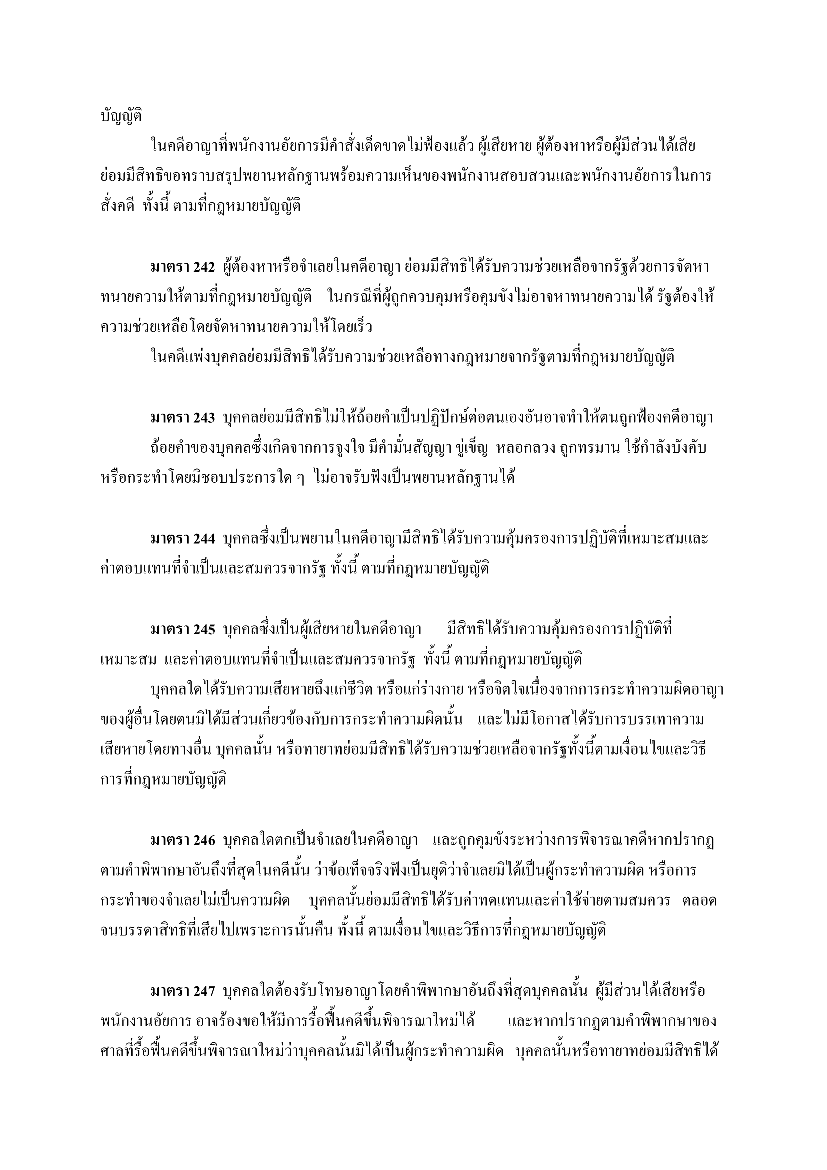 บัญญัติ
ในคดีอาญาที่พนักงานอัยการมีคำสั่งเด็ดขาดไม่ฟ้องแล้ว ผู้เสียหาย ผู้ต้องหาหรือผู้มีส่วนได้เสีย
ย่อมมีสิทธิขอทราบสรุปพยานหลักฐานพร้อมความเห็นของพนักงานสอบสวนและพนักงานอัยการในการ
สั่งคดี ทั้งนี้ ตามที่กฎหมายบัญญัติ
มาตรา 242 ผู้ต้องหาหรือจำเลยในคดีอาญา ย่อมมีสิทธิได้รับความช่วยเหลือจากรัฐด้วยการจัดหา
ทนายความให้ตามที่กฎหมายบัญญัติ ในกรณีที่ผู้ถูกควบคุมหรือคุมขังไม่อาจหาทนายความได้ รัฐต้องให้
ความช่วยเหลือโดยจัดหาทนายความให้โดยเร็ว
ในคดีแพ่งบุคคลย่อมมีสิทธิได้รับความช่วยเหลือทางกฎหมายจากรัฐตามที่กฎหมายบัญญัติ
มาตรา 243 บุคคลย่อมมีสิทธิไม่ให้ถ้อยคำเป็นปฏิปักษ์ต่อตนเองอันอาจทำให้ตนถูกฟ้องคดีอาญา
ถ้อยคำของบุคคลซึ่งเกิดจากการจูงใจ มีคำมั่นสัญญา ขู่เข็ญ หลอกลวง ถูกทรมาน ใช้กำลังบังคับ
หรือกระทำโดยมิชอบประการใด ๆ ไม่อาจรับฟังเป็นพยานหลักฐานได้
มาตรา 244 บุคคลซึ่งเป็นพยานในคดีอาญามีสิทธิได้รับความคุ้มครองการปฏิบัติที่เหมาะสมและ
ค่าตอบแทนที่จำเป็นและสมควรจากรัฐ ทั้งนี้ ตามที่กฎหมายบัญญัติ
มาตรา 245 บุคคลซึ่งเป็นผู้เสียหายในคดีอาญา มีสิทธิได้รับความคุ้มครองการปฏิบัติที่
เหมาะสม และค่าตอบแทนที่จำเป็นและสมควรจากรัฐ ทั้งนี้ ตามที่กฎหมายบัญญัติ
บุคคลใดได้รับความเสียหายถึงแก่ชีวิต หรือแก่ร่างกาย หรือจิตใจเนื่องจากการกระทำความผิดอาญา
ของผู้อื่นโดยตนมิได้มีส่วนเกี่ยวข้องกับการกระทำความผิดนั้น และไม่มีโอกาสได้รับการบรรเทาความ
เสียหายโดยทางอื่น บุคคลนั้น หรือทายาทย่อมมีสิทธิได้รับความช่วยเหลือจากรัฐทั้งนี้ตามเงื่อนไขและวิธี
การที่กฎหมายบัญญัติ
มาตรา 246 บุคคลใดตกเป็นจำเลยในคดีอาญา และถูกคุมขังระหว่างการพิจารณาคดีหากปรากฏ
ตามคำพิพากษาอันถึงที่สุดในคดีนั้น ว่าข้อเท็จจริงฟังเป็นยุติว่าจำเลยมิได้เป็นผู้กระทำความผิด หรือการ
กระทำของจำเลยไม่เป็นความผิด บุคคลนั้นย่อมมีสิทธิได้รับค่าทดแทนและค่าใช้จ่ายตามสมควร ตลอด
จนบรรดาสิทธิที่เสียไปเพราะการนั้นคืน ทั้งนี้ ตามเงื่อนไขและวิธีการที่กฎหมายบัญญัติ
มาตรา 247 บุคคลใดต้องรับโทษอาญาโดยคำพิพากษาอันถึงที่สุดบุคคลนั้น ผู้มีส่วนได้เสียหรือ
พนักงานอัยการ อาจร้องขอให้มีการรื้อฟื้นคดีขึ้นพิจารณาใหม่ได้ และหากปรากฏตามคำพิพากษาของ
ศาลที่รื้อฟื้นคดีขึ้นพิจารณาใหม่ว่าบุคคลนั้นมิได้เป็นผู้กระทำความผิด บุคคลนั้นหรือทายาทย่อมมีสิทธิได้